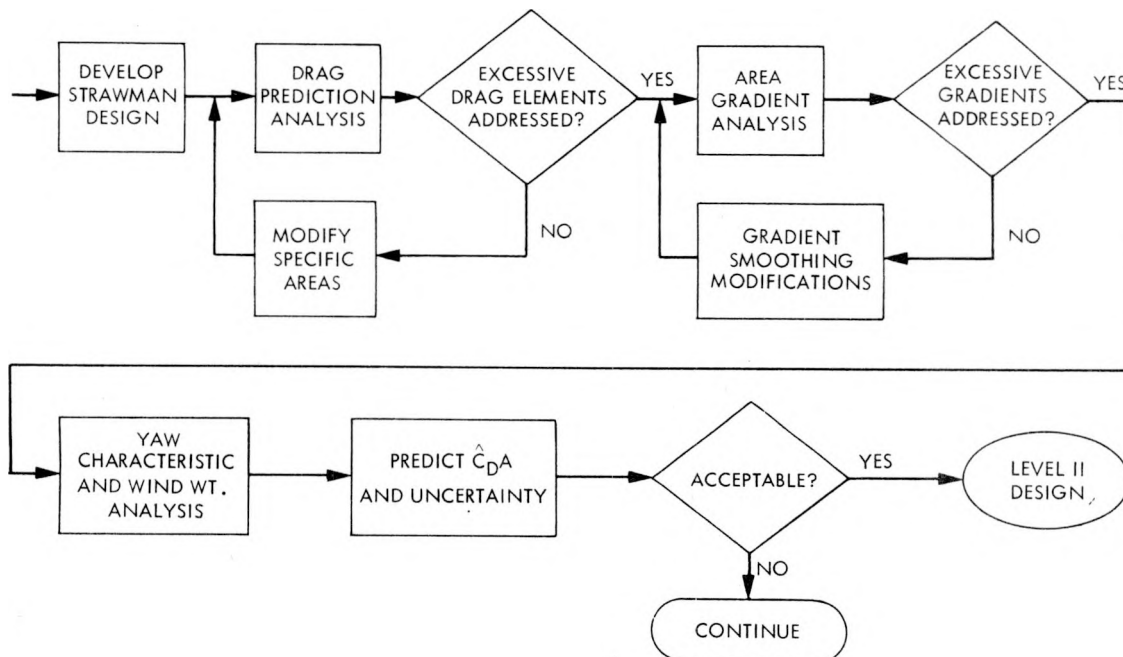 DEVELOP
STRAWMAN
DESIGN
DRAG
PREDICTION
ANALYSIS
EXCESSIVE
DRAG ELEMENTS
ADDRESSED?
YES
NO
MODIFY
SPECIFIC
AREAS
AREA
GRADIENT
ANALYSIS
EXCESSIVE
GRADIENTS
ADDRESSED?
YES
NO
GRADIENT
SMOOTHING
MODIFICATIONS
YAW
CHARACTERISTIC
AND WIND WT.
ANALYSIS
PREDICT ĈDA
AND UNCERTAINTY
ACCEPTABLE?
YES
LEVEL II
DESIGN
NO
CONTINUE